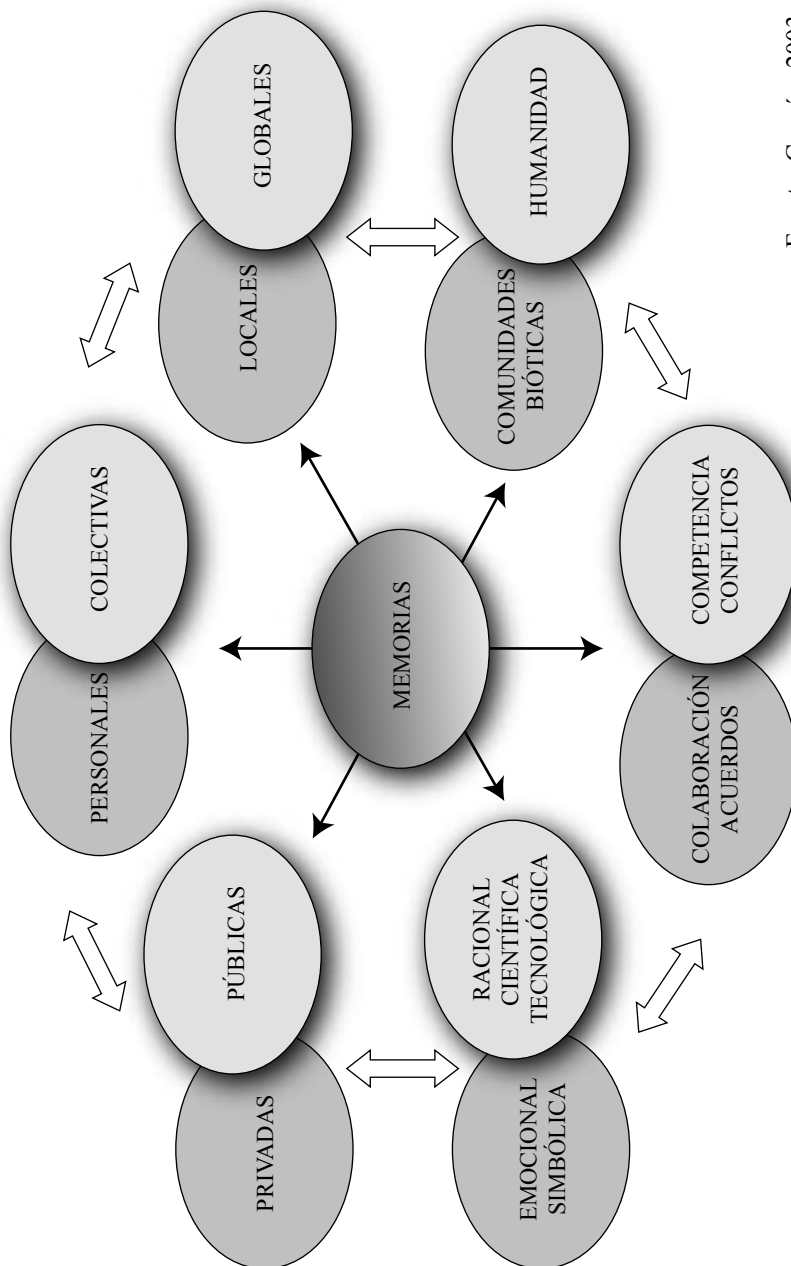 PERSONALES
COLECTIVAS
PRIVADAS
PÚBLICAS
LOCALES
GLOBALES
MEMORIAS
EMOCIONAL
SIMBÓLICA
RACIONAL
CIENTÍFICA
TECNOLÓGICA
COMUNIDADES
BIÓTICAS
HUMANIDAD
COLABORACIÓN
ACUERDOS
COMPETENCIA
CONFLICTOS